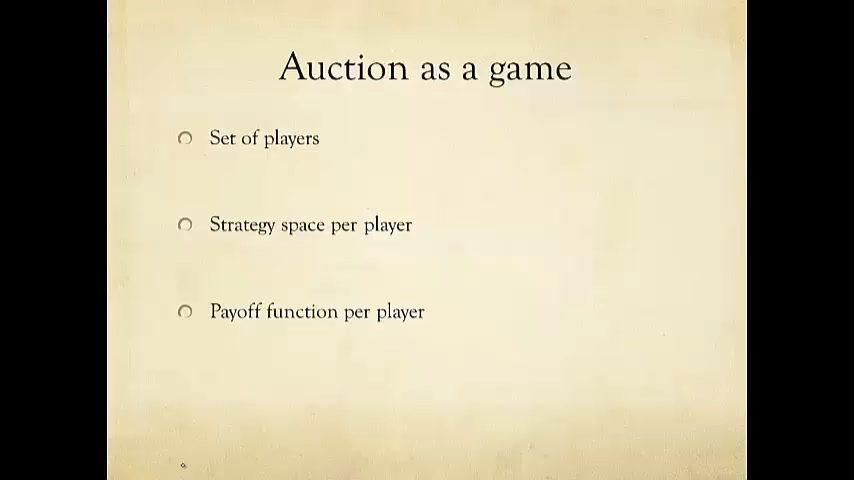 Auction as a game
Set of players
Strategy space per player
Payoff function per player